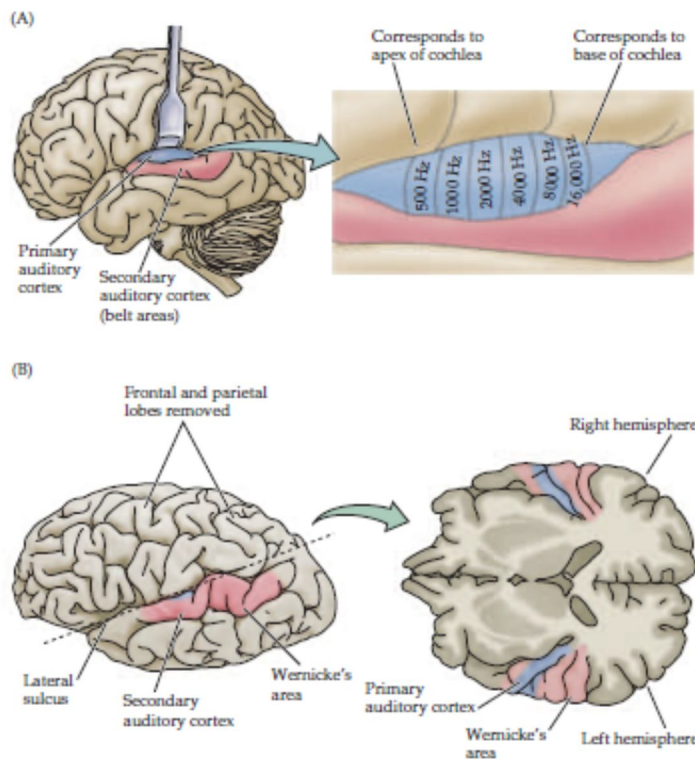 (A)
Corresponds to
apex of cochlea
Corresponds to
base of cochlea
500 Hz
1000 Hz
2000 Hz
4000 Hz
8000 Hz
16,000 Hz
Primary
auditory
cortex
Secondary
auditory cortex
(belt areas)
(B)
Frontal and parietal
lobes removed
Right hemisphere
Lateral
sulcus
Secondary
auditory cortex
Wernicke's
area
Primary
auditory cortex
Wernicke's
area
Left hemisphere